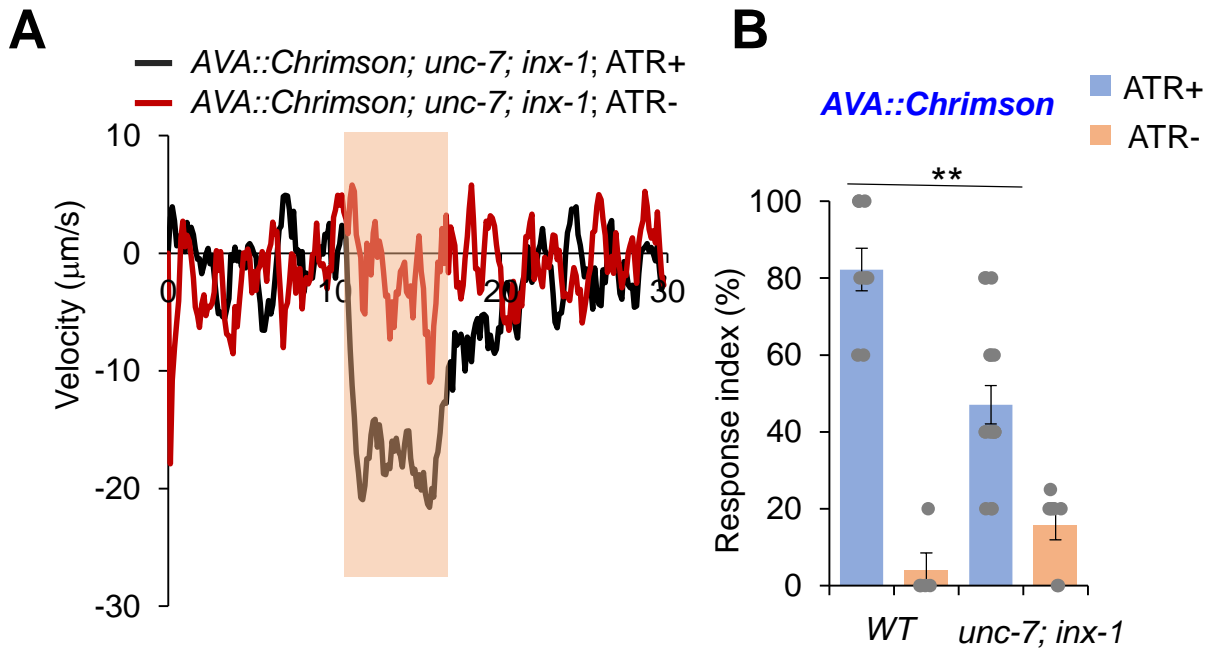 A
AVA::Chrimson; unc-7; inx-1; ATR+
AVA::Chrimson; unc-7; inx-1; ATR-
Velocity (μm/s)
10
0
-10
-20
-30
0
10
20
30
B
AVA::Chrimson
ATR+
ATR-
**
Response index (%)
100
80
60
40
20
0
WT
unc-7; inx-1